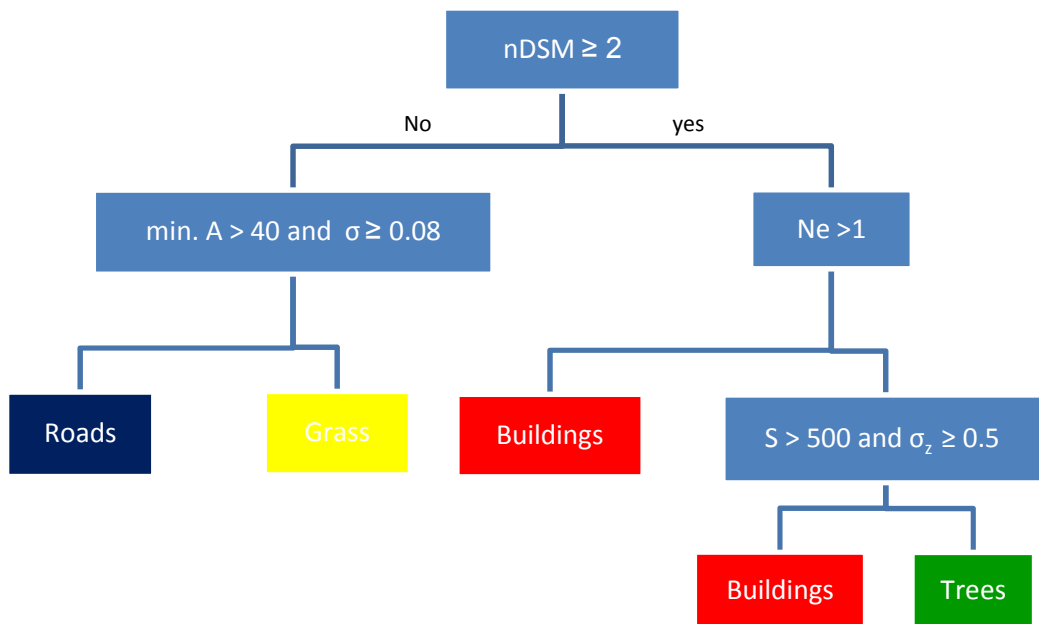 nDSM ≥ 2
No
yes
min. A > 40 and σ ≥ 0.08
Ne >1
Roads
Grass
Buildings
S > 500 and σz ≥ 0.5
Buildings
Trees